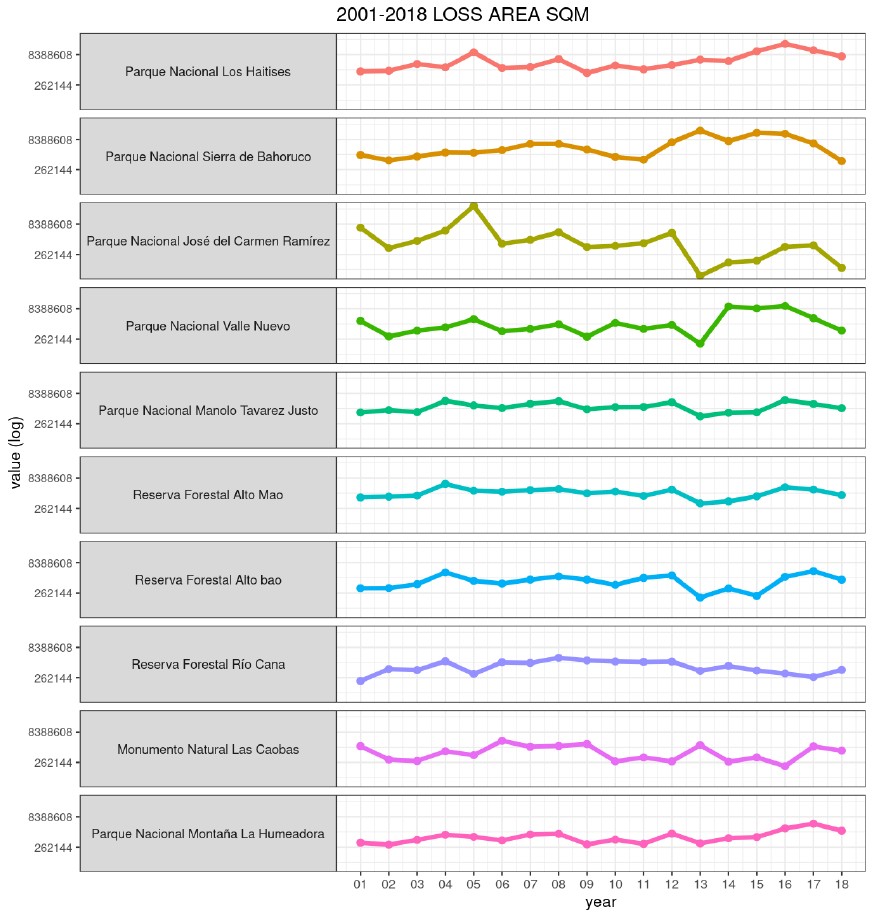 2001-2018 LOSS AREA SQM
8388608
262144
Parque Nacional Los Haitises
8388608
262144
Parque Nacional Sierra de Bahoruco
8388608
262144
Parque Nacional José del Carmen Ramírez
8388608
262144
Parque Nacional Valle Nuevo
8388608
262144
Parque Nacional Manolo Tavarez Justo
8388608
262144
Reserva Forestal Alto Mao
8388608
262144
Reserva Forestal Alto bao
8388608
262144
Reserva Forestal Río Cana
8388608
262144
Monumento Natural Las Caobas
8388608
262144
Parque Nacional Montaña La Humeadora
value (log)
01 02 03 04 05 06 07 08 09 10 11 12 13 14 15 16 17 18
year